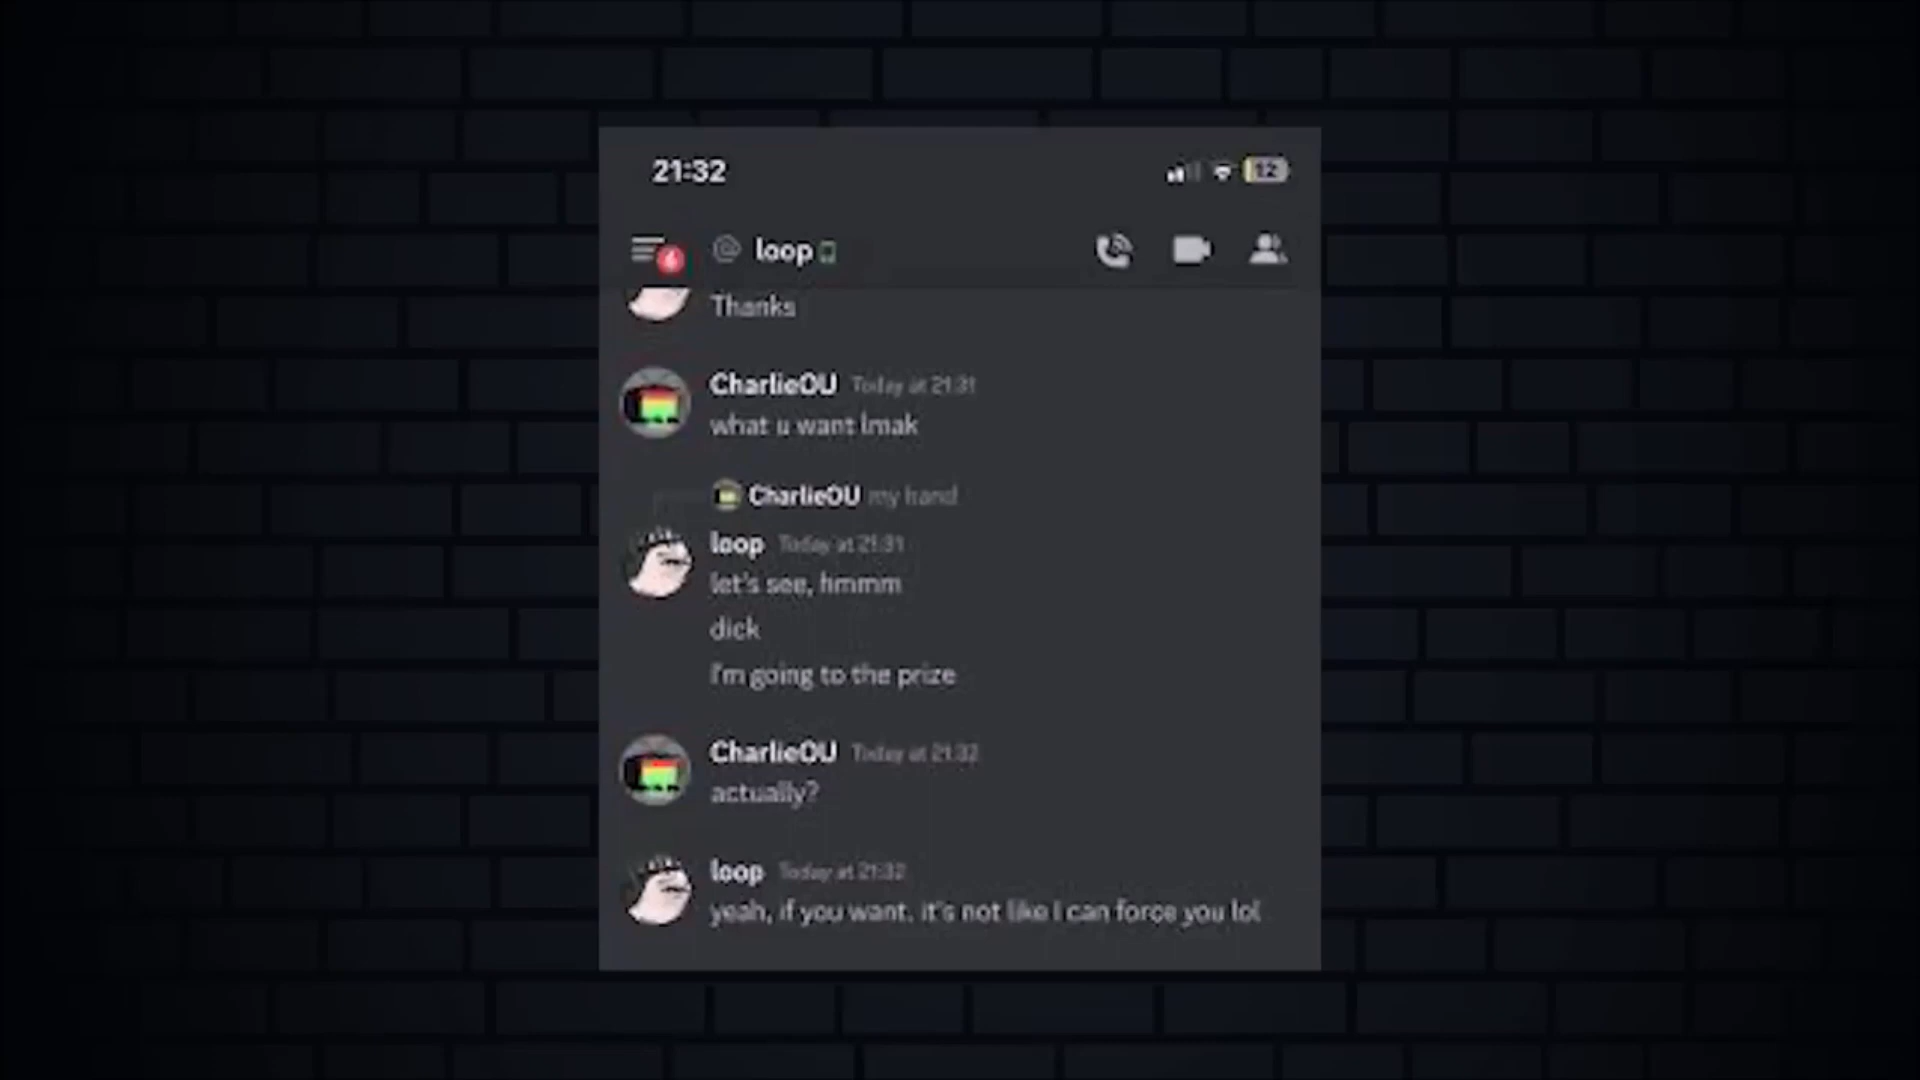 21:32
12
@ loop
Thanks
CharlieOU Today at 21:31
what u want lmak
CharlieOU my hand
loop Today at 21:31
let's see, hmmm
dick
I'm going to the prize
CharlieOU Today at 21:32
actually?
loop Today at 21:32
yeah, if you want. it's not like I can force you lol